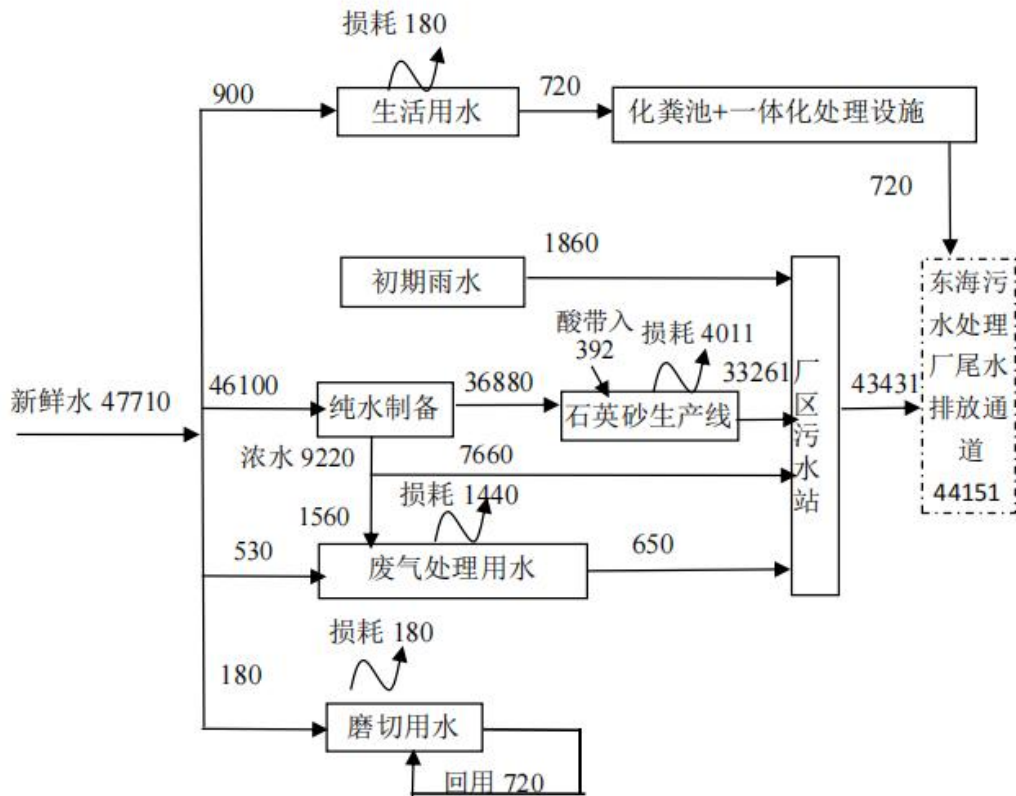 损耗 180
900
生活用水
720
化粪池+一体化处理设施
720
1860
初期雨水
东海污
水处理
厂尾水
排放通
道
44151
酸带入
392
损耗 4011
33261
厂
区
污
水
站
43431
新鲜水 47710
46100
纯水制备
36880
石英砂生产线
浓水 9220
7660
损耗 1440
1560
530
废气处理用水
650
损耗 180
180
磨切用水
回用 720